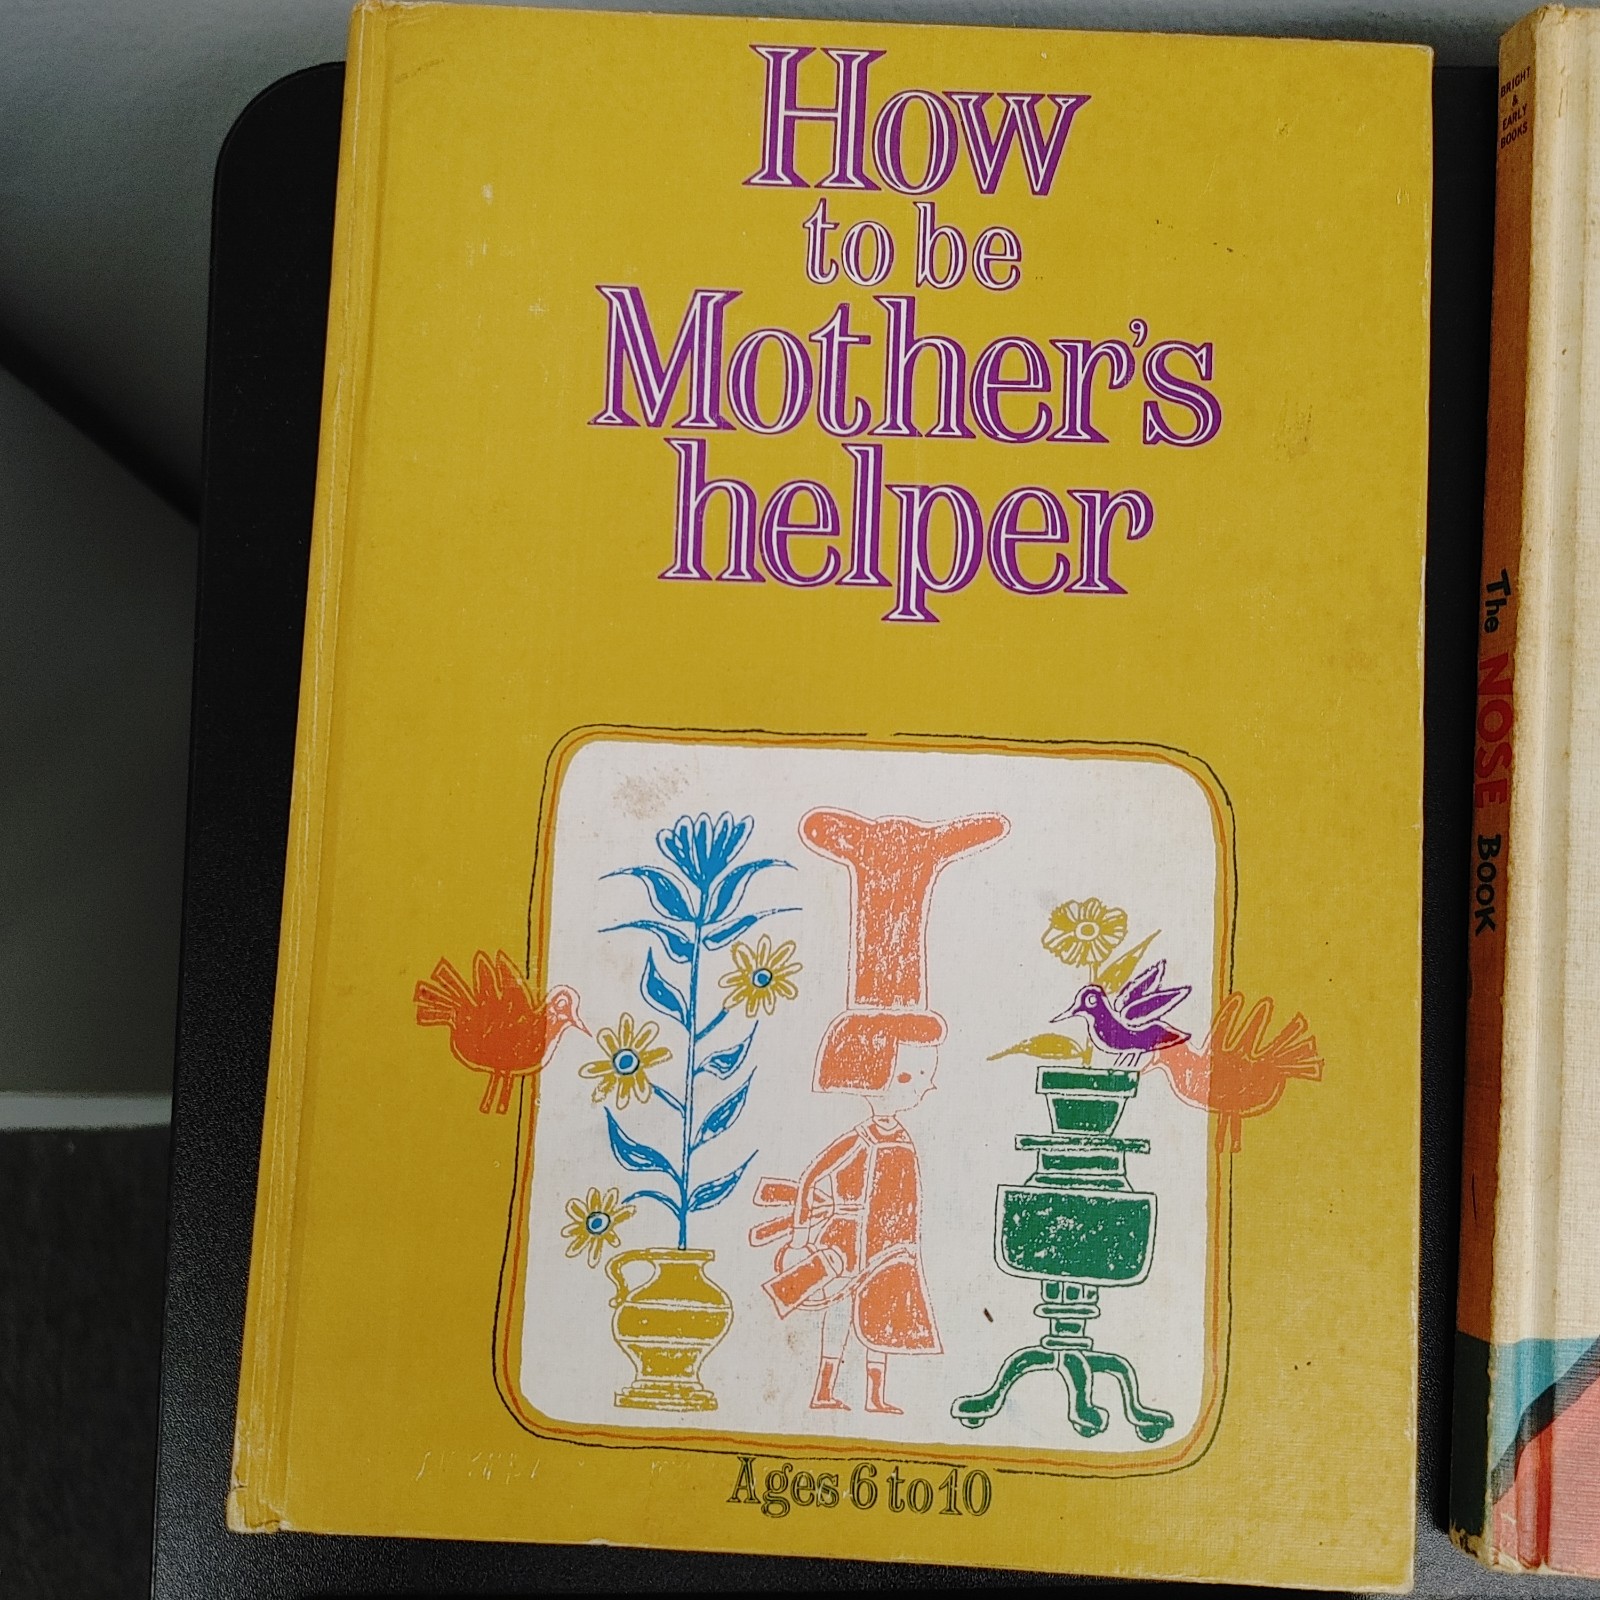 How
to be
Mother's
helper
Ages 6 to 10
BRIGHT
&
EARLY
BOOKS
The NOSE BOOK